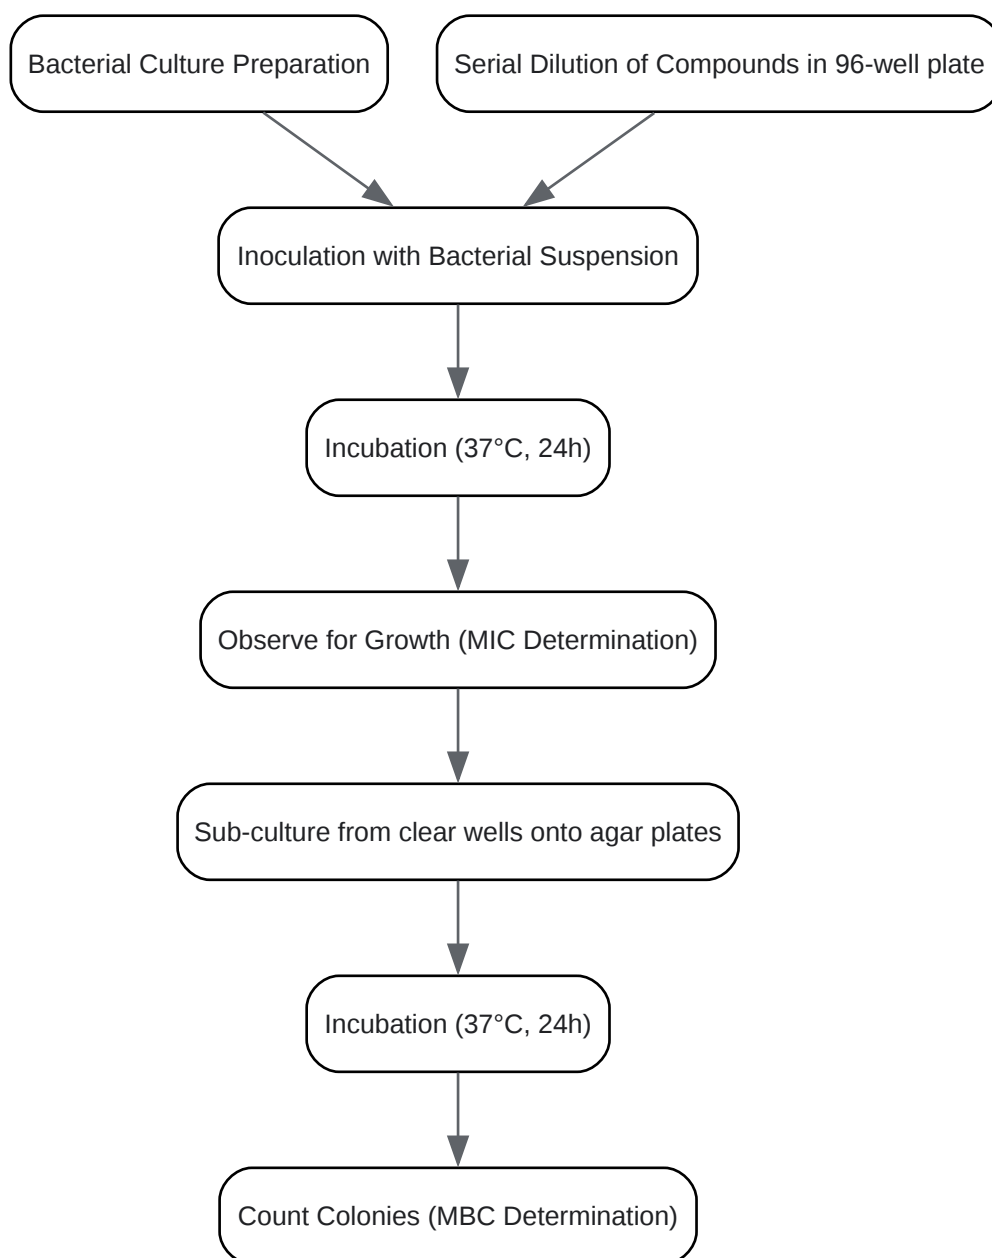 Bacterial Culture Preparation
Serial Dilution of Compounds in 96-well plate
Inoculation with Bacterial Suspension
Incubation (37°C, 24h)
Observe for Growth (MIC Determination)
Sub-culture from clear wells onto agar plates
Incubation (37°C, 24h)
Count Colonies (MBC Determination)